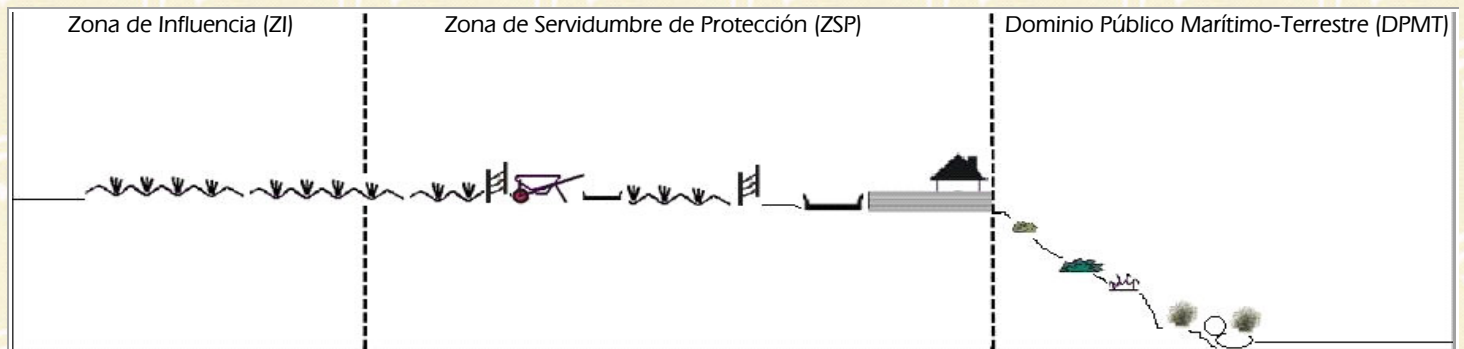 Zona de Influencia (ZI)
Zona de Servidumbre de Protección (ZSP)
Dominio Público Marítimo-Terrestre (DPMT)